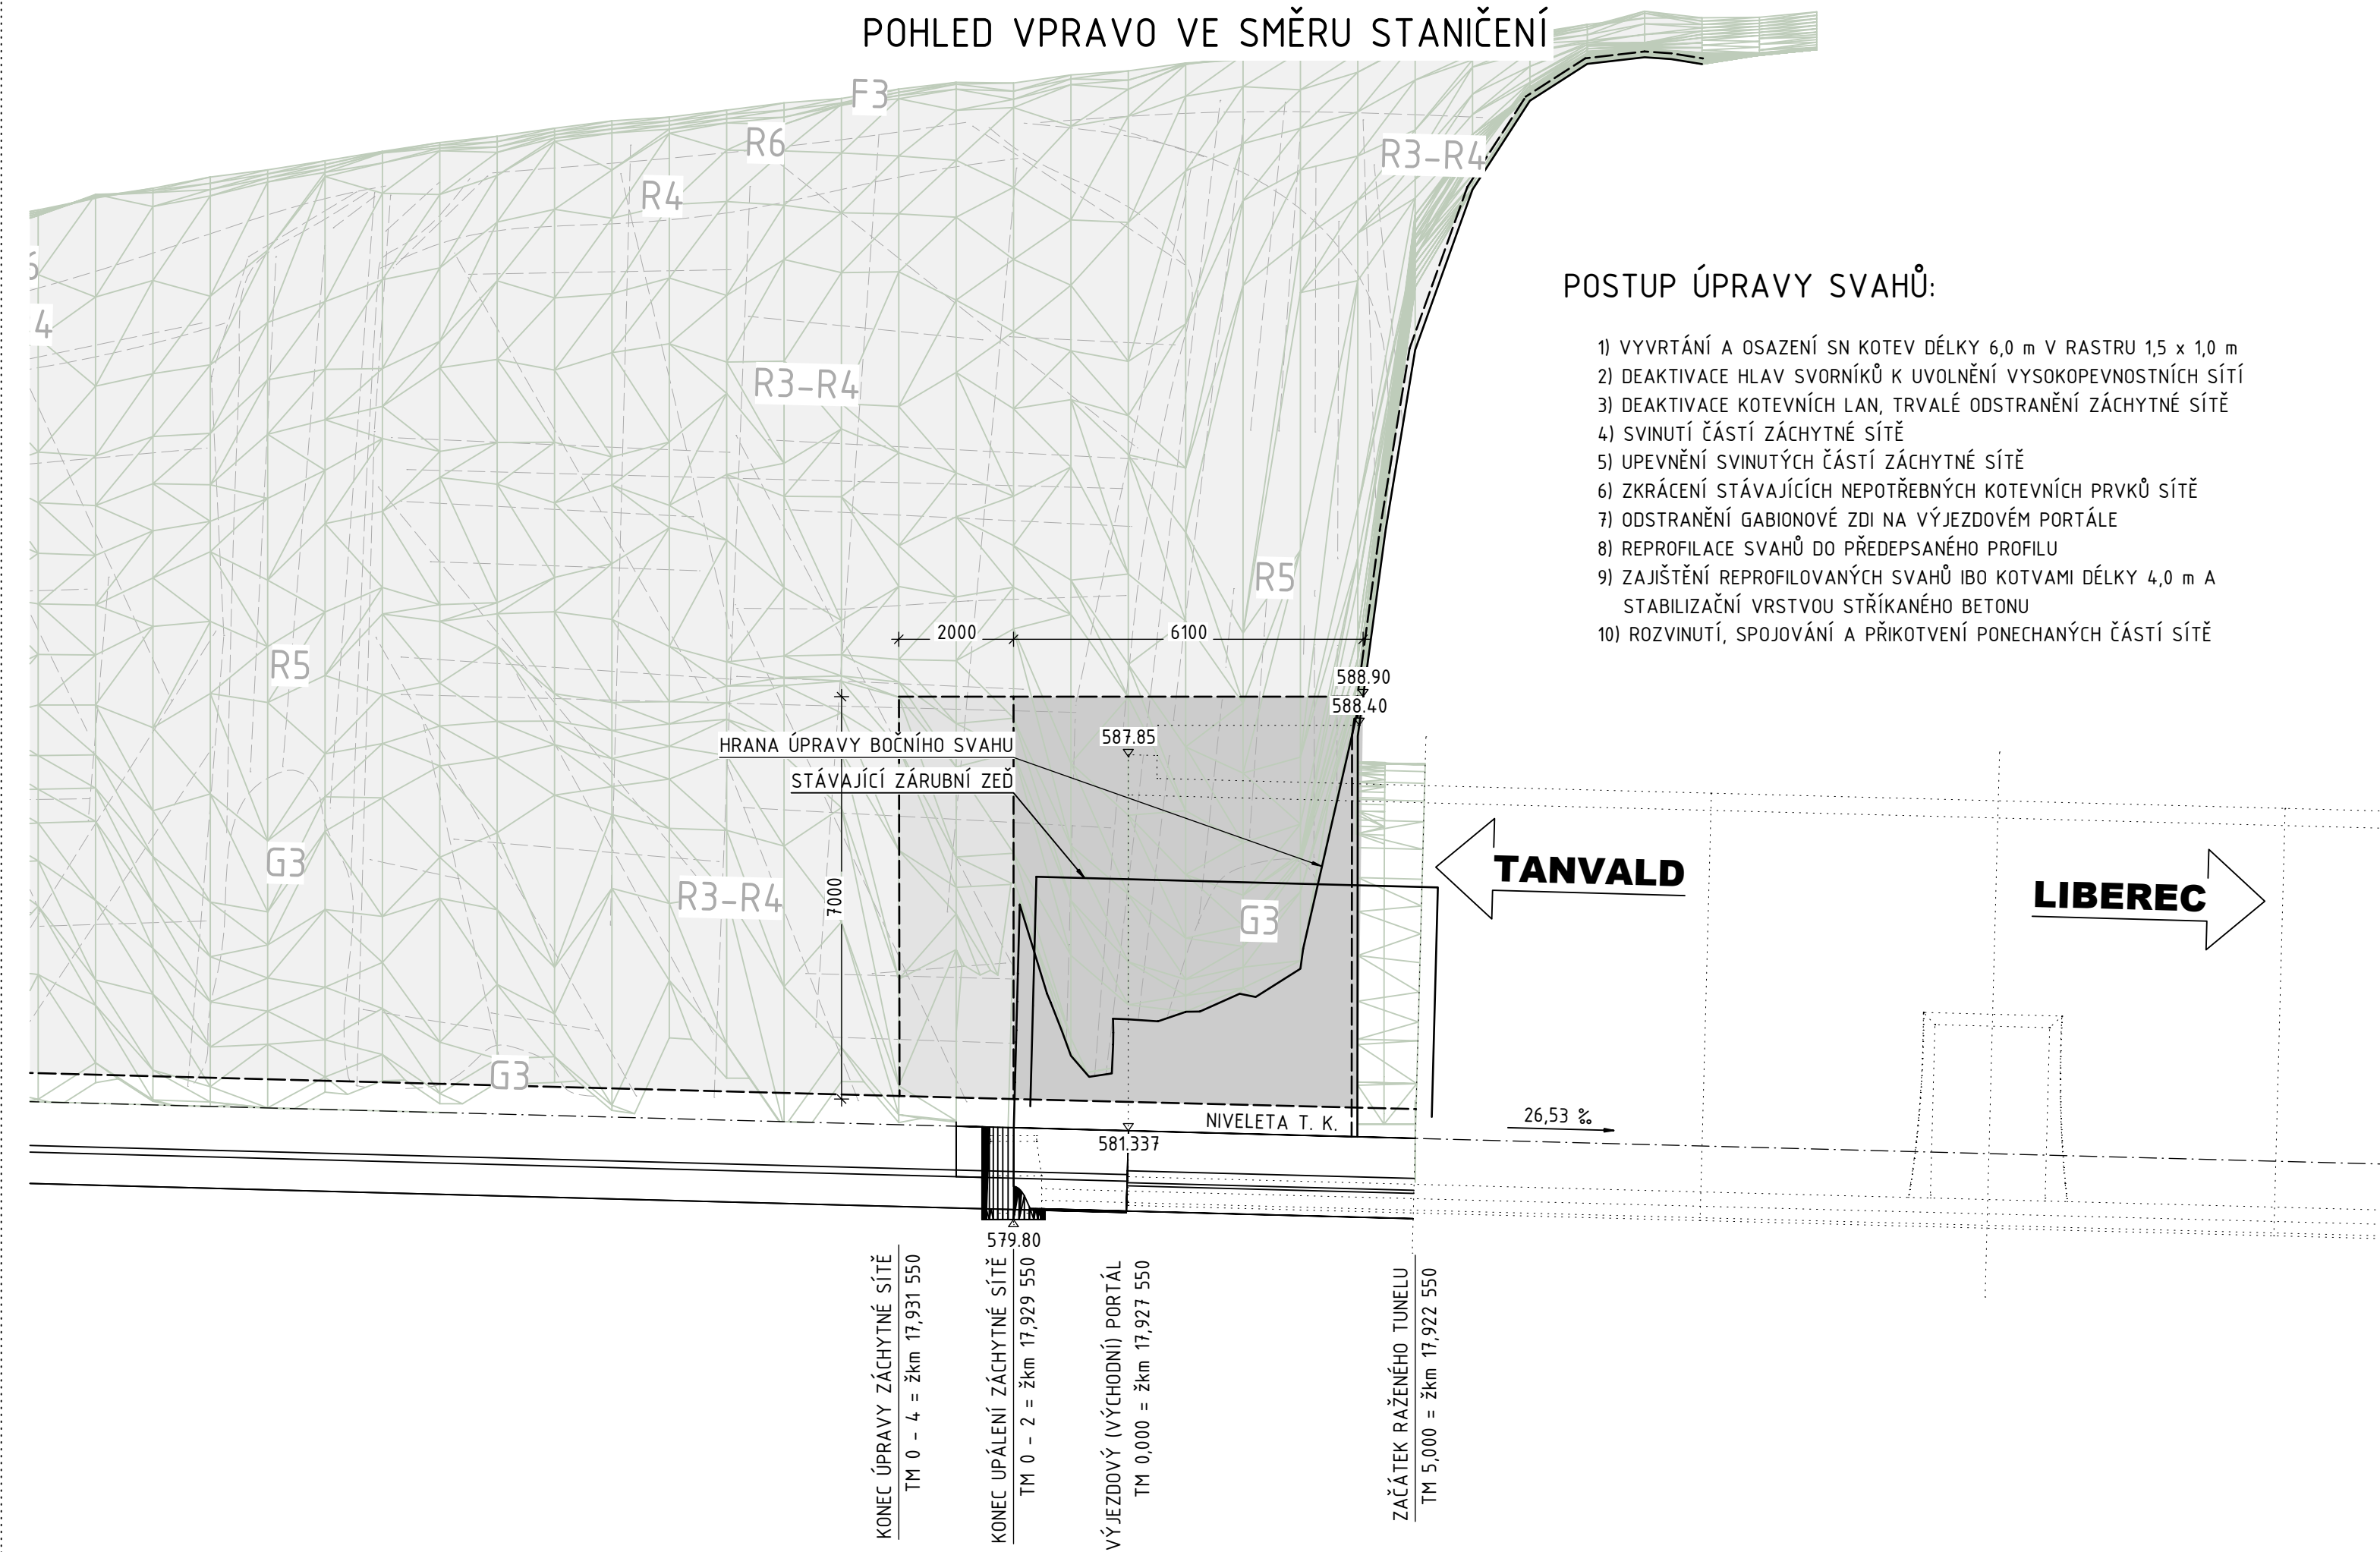 POHLED VPRAVO VE SMĚRU STANIČENÍ
F3
R6
R4
R3-R4
6
4
R3-R4
R5
R5
G3
R3-R4
G3
G3
POSTUP ÚPRAVY SVAHŮ:
1) VYVRTÁNÍ A OSAZENÍ SN KOTEV DÉLKY 6,0 m V RASTRU 1,5 x 1,0 m
2) DEAKTIVACE HLAV SVORNÍKŮ K UVOLNĚNÍ VYSOKOPEVNOSTNÍCH SÍTÍ
3) DEAKTIVACE KOTEVNÍCH LAN, TRVALÉ ODSTRANĚNÍ ZÁCHYTNÉ SÍTĚ
4) SVINUTÍ ČÁSTÍ ZÁCHYTNÉ SÍTĚ
5) UPEVNĚNÍ SVINUTÝCH ČÁSTÍ ZÁCHYTNÉ SÍTĚ
6) ZKRÁCENÍ STÁVAJÍCÍCH NEPOTŘEBNÝCH KOTEVNÍCH PRVKŮ SÍTĚ
7) ODSTRANĚNÍ GABIONOVÉ ZDI NA VÝJEZDOVÉM PORTÁLE
8) REPROFILACE SVAHŮ DO PŘEDEPSANÉHO PROFILU
9) ZAJIŠTĚNÍ REPROFILOVANÝCH SVAHŮ IBO KOTVAMI DÉLKY 4,0 m A
STABILIZAČNÍ VRSTVOU STŘÍKANÉHO BETONU
10) ROZVINUTÍ, SPOJOVÁNÍ A PŘIKOTVENÍ PONECHANÝCH ČÁSTÍ SÍTĚ
2000
6100
588.90
588.40
587.85
HRANA ÚPRAVY BOČNÍHO SVAHU
STÁVAJÍCÍ ZÁRUBNÍ ZEĎ
7000
TANVALD
LIBEREC
NIVELETA T. K.
26,53 ‰
581.337
579.80
KONEC ÚPRAVY ZÁCHYTNÉ SÍTĚ
TM 0 - 4 = žkm 17,931 550
KONEC UPÁLENÍ ZÁCHYTNÉ SÍTĚ
TM 0 - 2 = žkm 17,929 550
VÝJEZDOVÝ (VÝCHODNÍ) PORTÁL
TM 0,000 = žkm 17,927 550
ZAČÁTEK RAŽENÉHO TUNELU
TM 5,000 = žkm 17,922 550